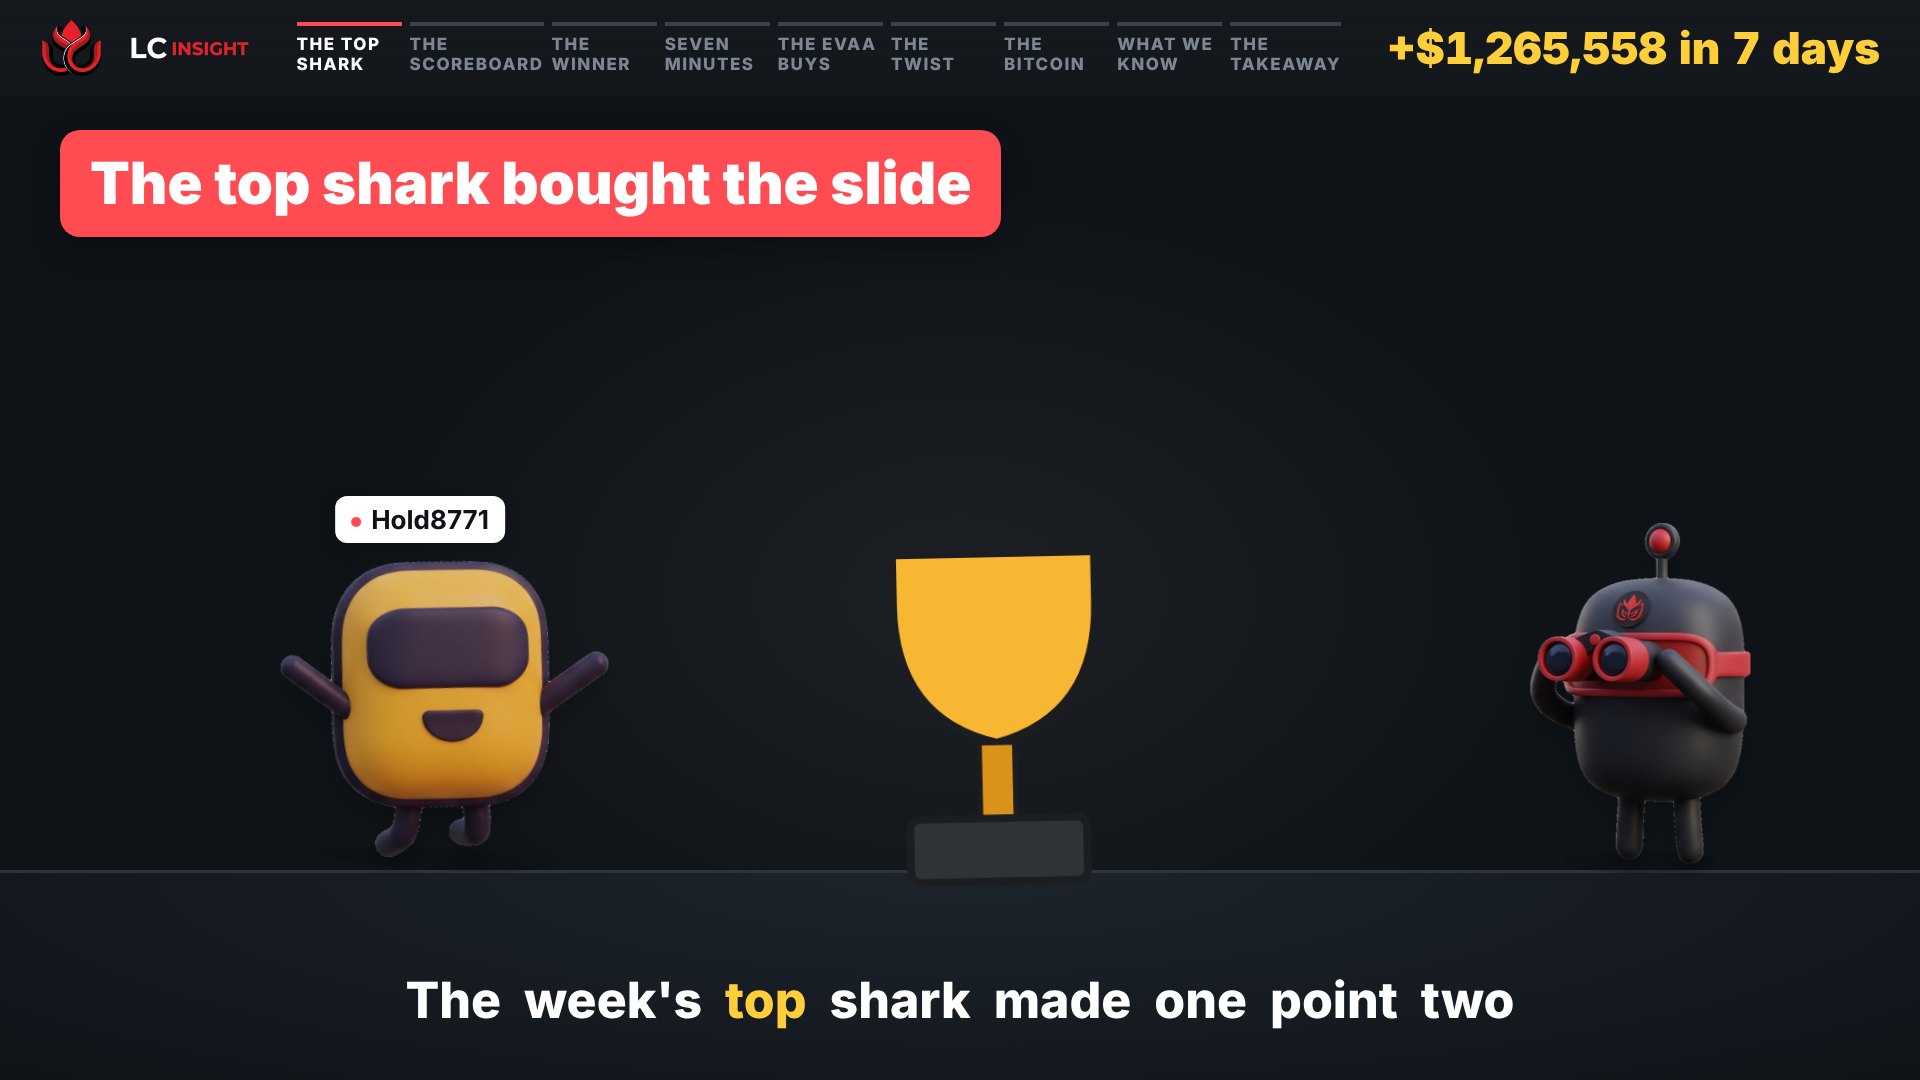 LC INSIGHT
THE TOP SHARK
THE SCOREBOARD
THE WINNER
SEVEN MINUTES
THE EVAA BUYS
THE TWIST
THE BITCOIN
WHAT WE KNOW
THE TAKEAWAY
+$1,265,558 in 7 days
The top shark bought the slide
Hold8771
The week's top shark made one point two